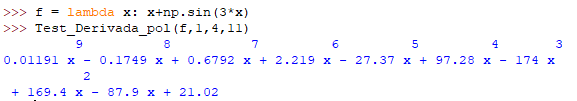 >>> f = lambda x: x+np.sin(3*x)
>>> Test_Derivada_pol(f,1,4,11)
9 8 7 6 5 4 3
0.01191 x - 0.1749 x + 0.6792 x + 2.219 x - 27.37 x + 97.28 x - 174 x
2
+ 169.4 x - 87.9 x + 21.02